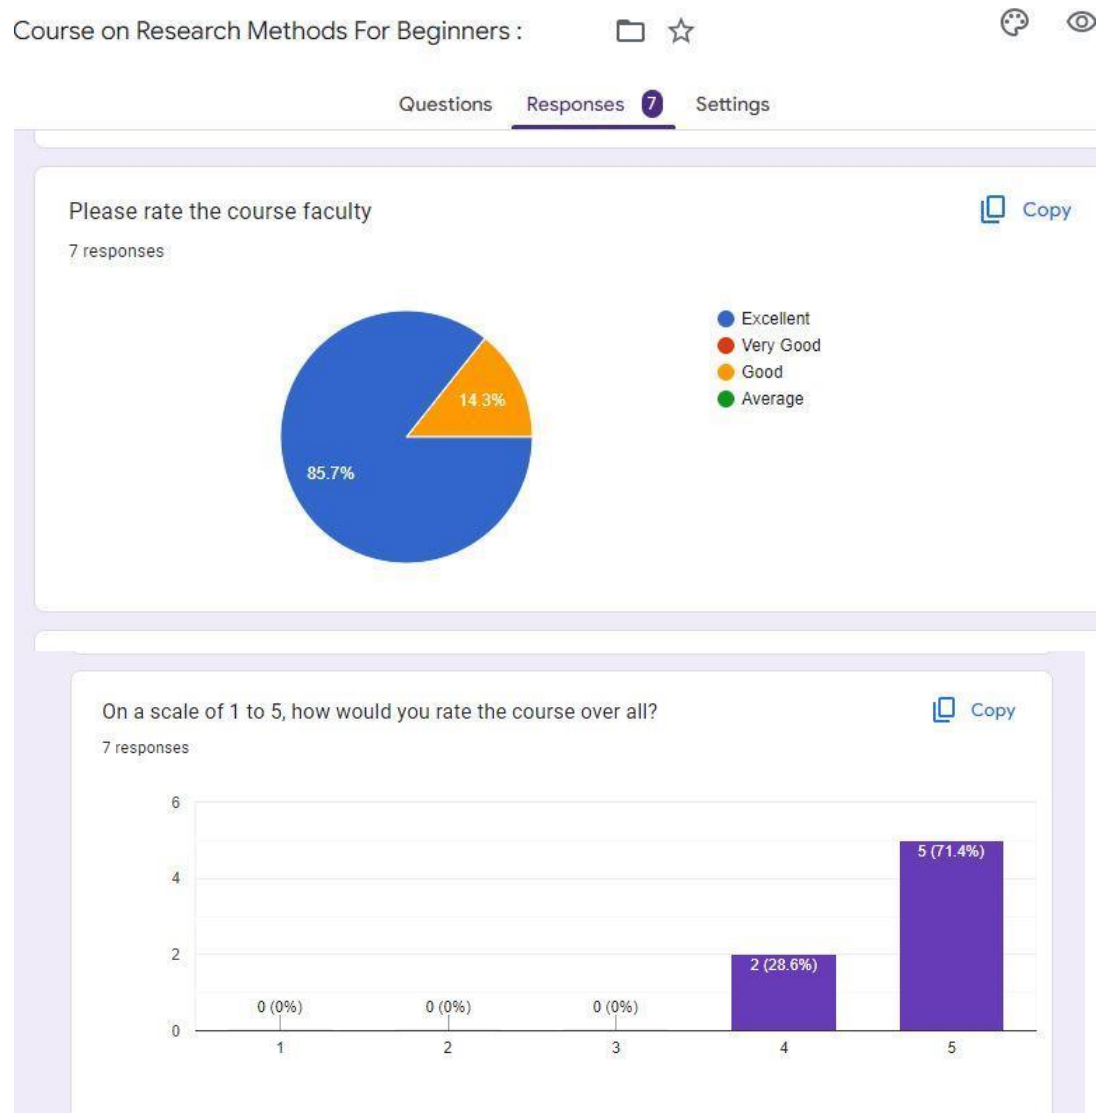 Course on Research Methods For Beginners :
Questions Responses 7 Settings
Please rate the course faculty
Copy
7 responses
Excellent
Very Good
Good
Average
14.3%
85.7%
On a scale of 1 to 5, how would you rate the course over all?
Copy
7 responses
6
4
2
0
0 (0%)
0 (0%)
0 (0%)
2 (28.6%)
5 (71.4%)
1 2 3 4 5